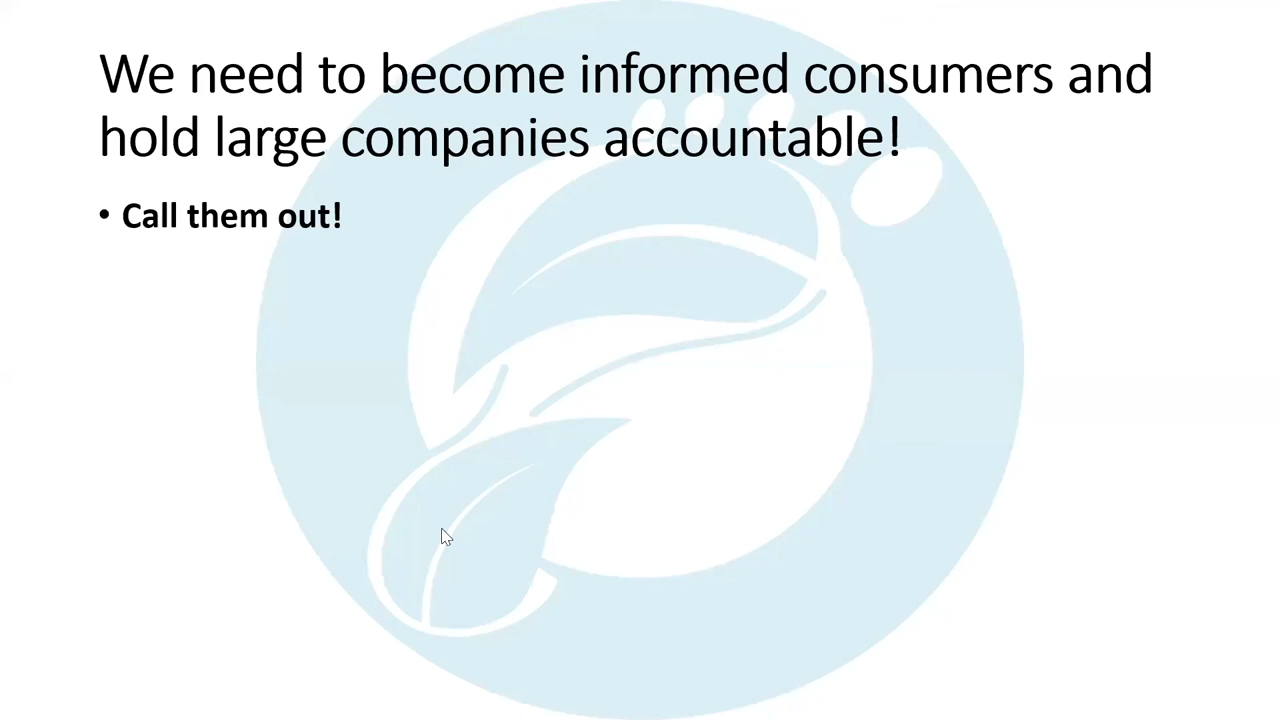 We need to become informed consumers and
hold large companies accountable!
• Call them out!